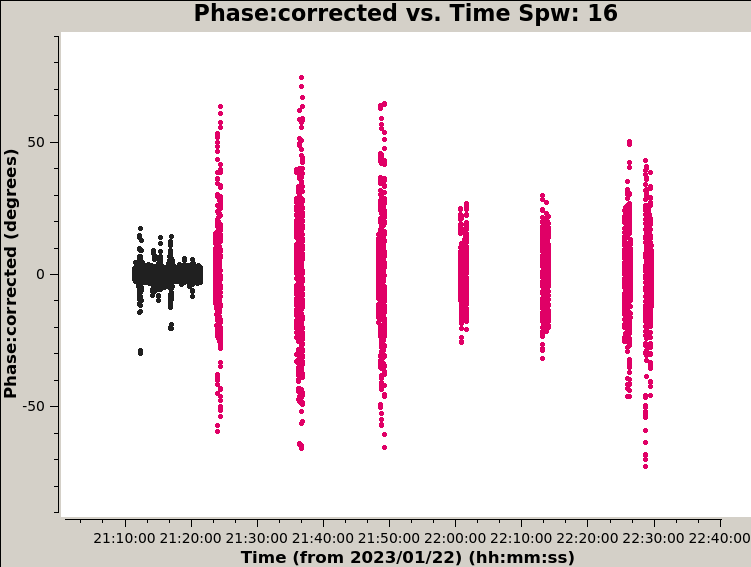 Phase:corrected vs. Time Spw: 16
Phase:corrected (degrees)
50
0
-50
21:10:00 21:20:00 21:30:00 21:40:00 21:50:00 22:00:00 22:10:00 22:20:00 22:30:00 22:40:00
Time (from 2023/01/22) (hh:mm:ss)